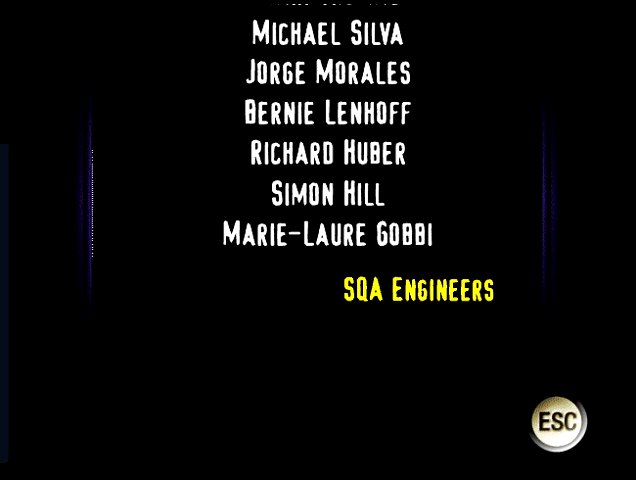 Michael Silva
Jorge Morales
Bernie Lenhoff
Richard Huber
Simon Hill
Marie-Laure Gobbi
SQA Engineers
ESC